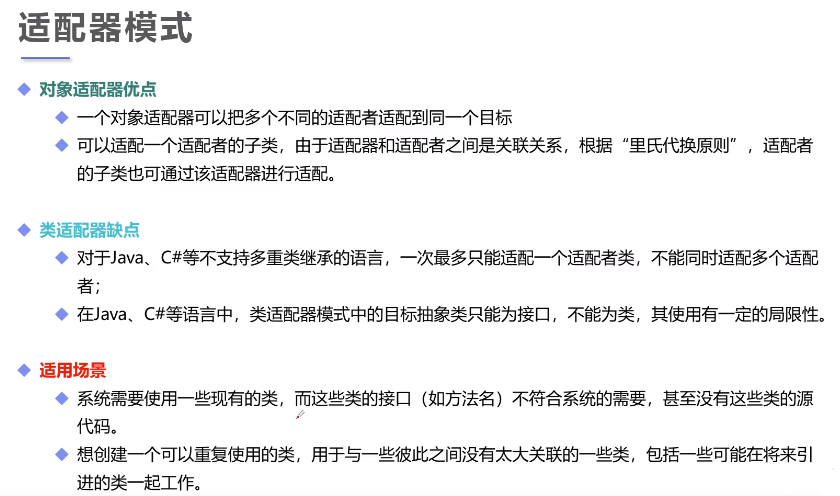 适配器模式
对象适配器优点
一个对象适配器可以把多个不同的适配者适配到同一个目标
可以适配一个适配者的子类，由于适配器和适配者之间是关联关系，根据“里氏代换原则”，适配者
的子类也可通过该适配器进行适配。
类适配器缺点
对于Java、C#等不支持多重类继承的语言，一次最多只能适配一个适配者类，不能同时适配多个适配
者；
在Java、C#等语言中，类适配器模式中的目标抽象类只能为接口，不能为类，其使用有一定的局限性。
适用场景
系统需要使用一些现有的类，而这些类的接口（如方法名）不符合系统的需要，甚至没有这些类的源
代码。
想创建一个可以重复使用的类，用于与一些彼此之间没有太大关联的一些类，包括一些可能在将来引
进的类一起工作。